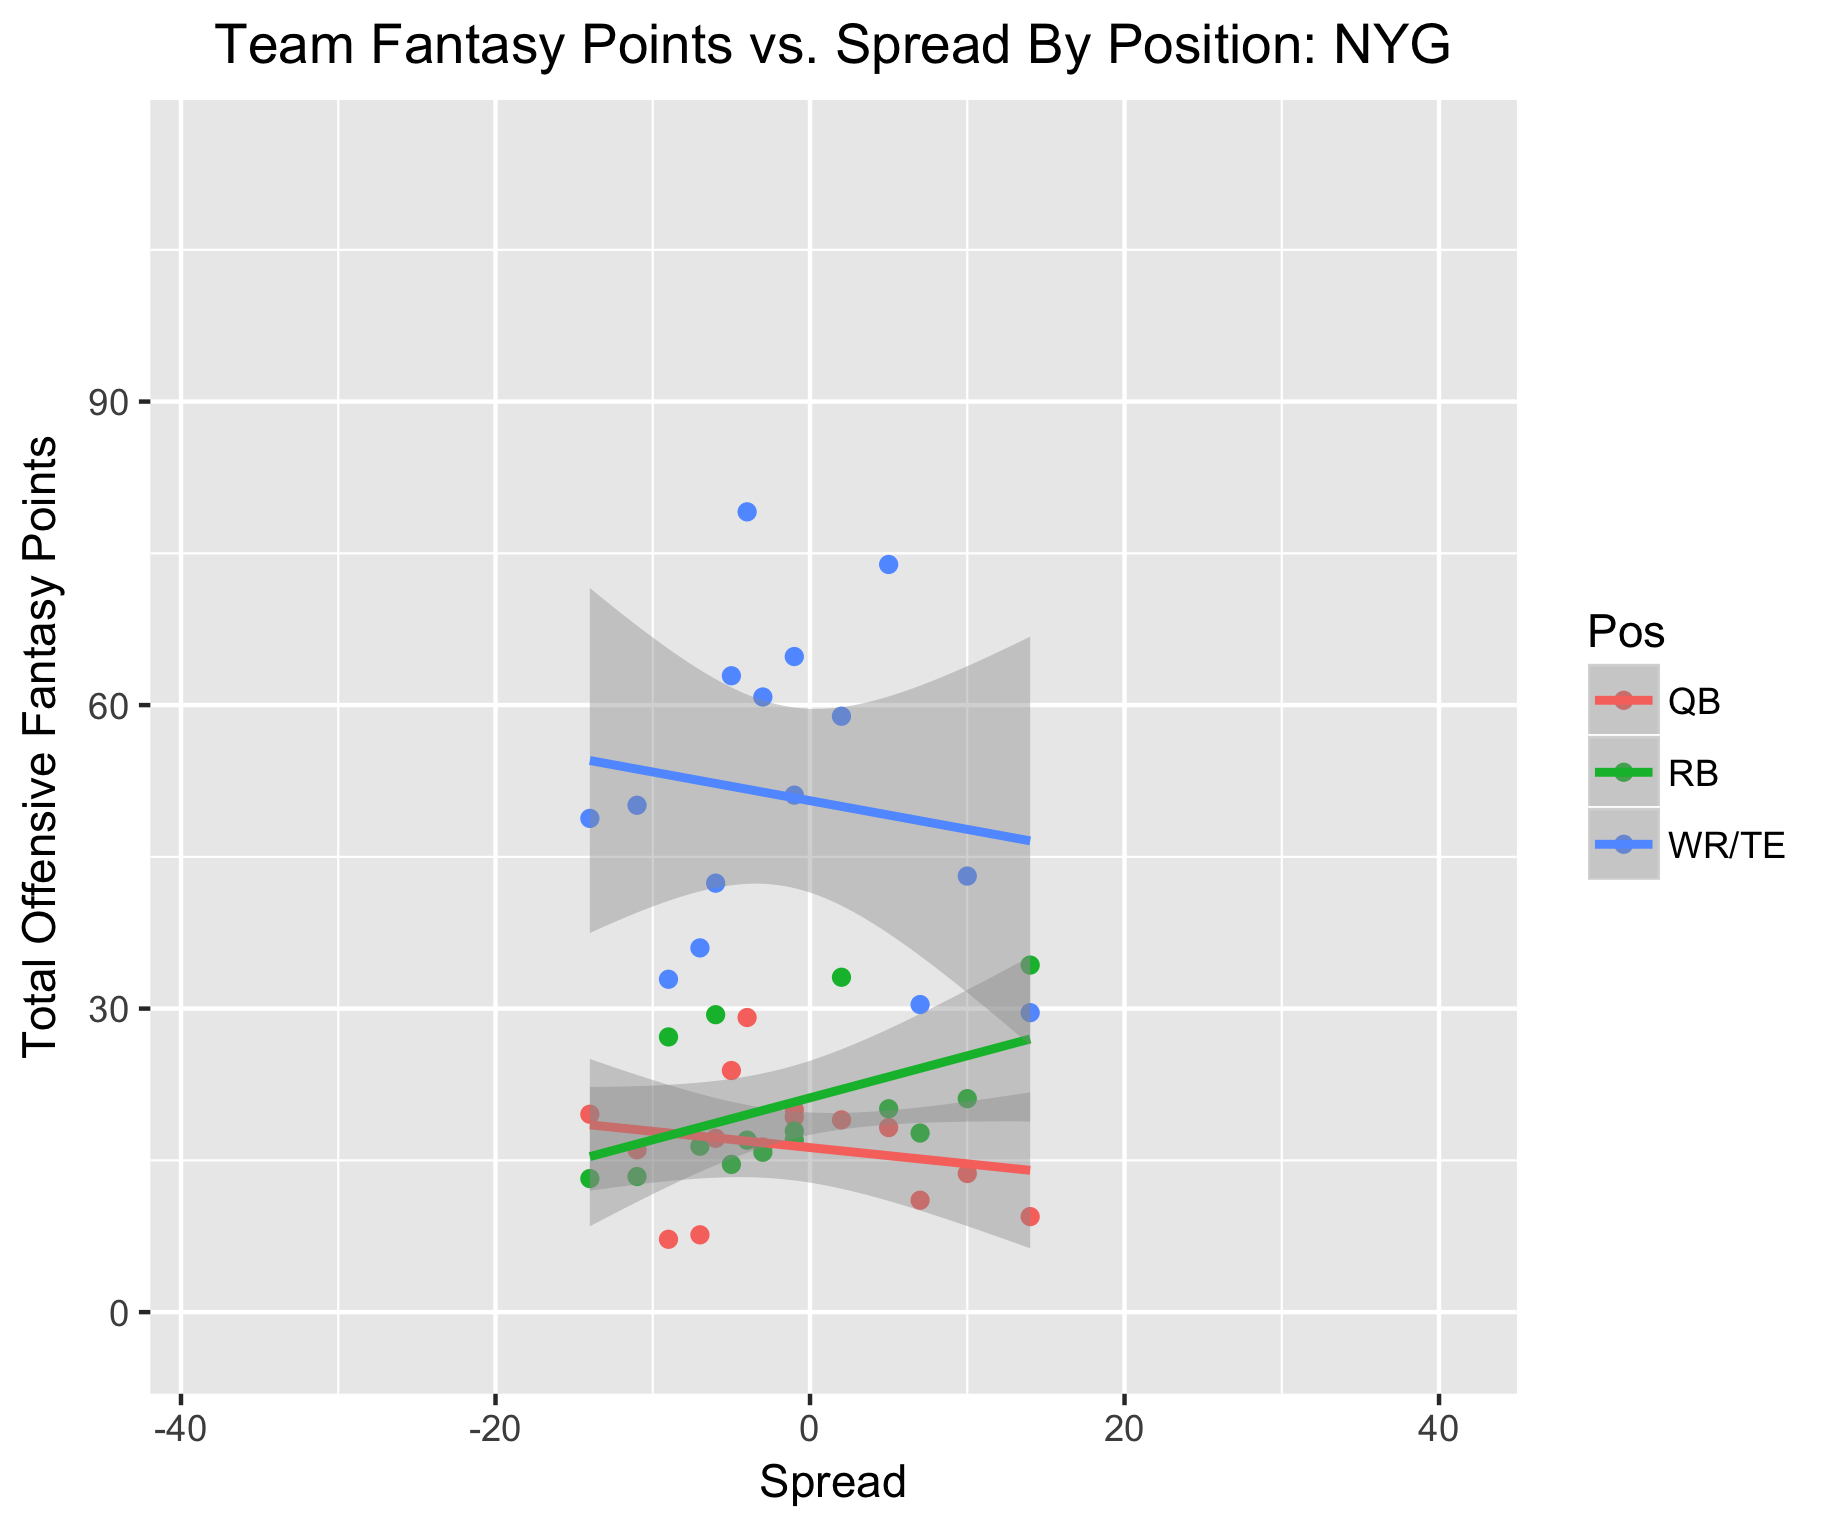 Team Fantasy Points vs. Spread By Position: NYG
Total Offensive Fantasy Points
90
60
30
0
-40
-20
0
20
40
Spread
Pos
QB
RB
WR/TE